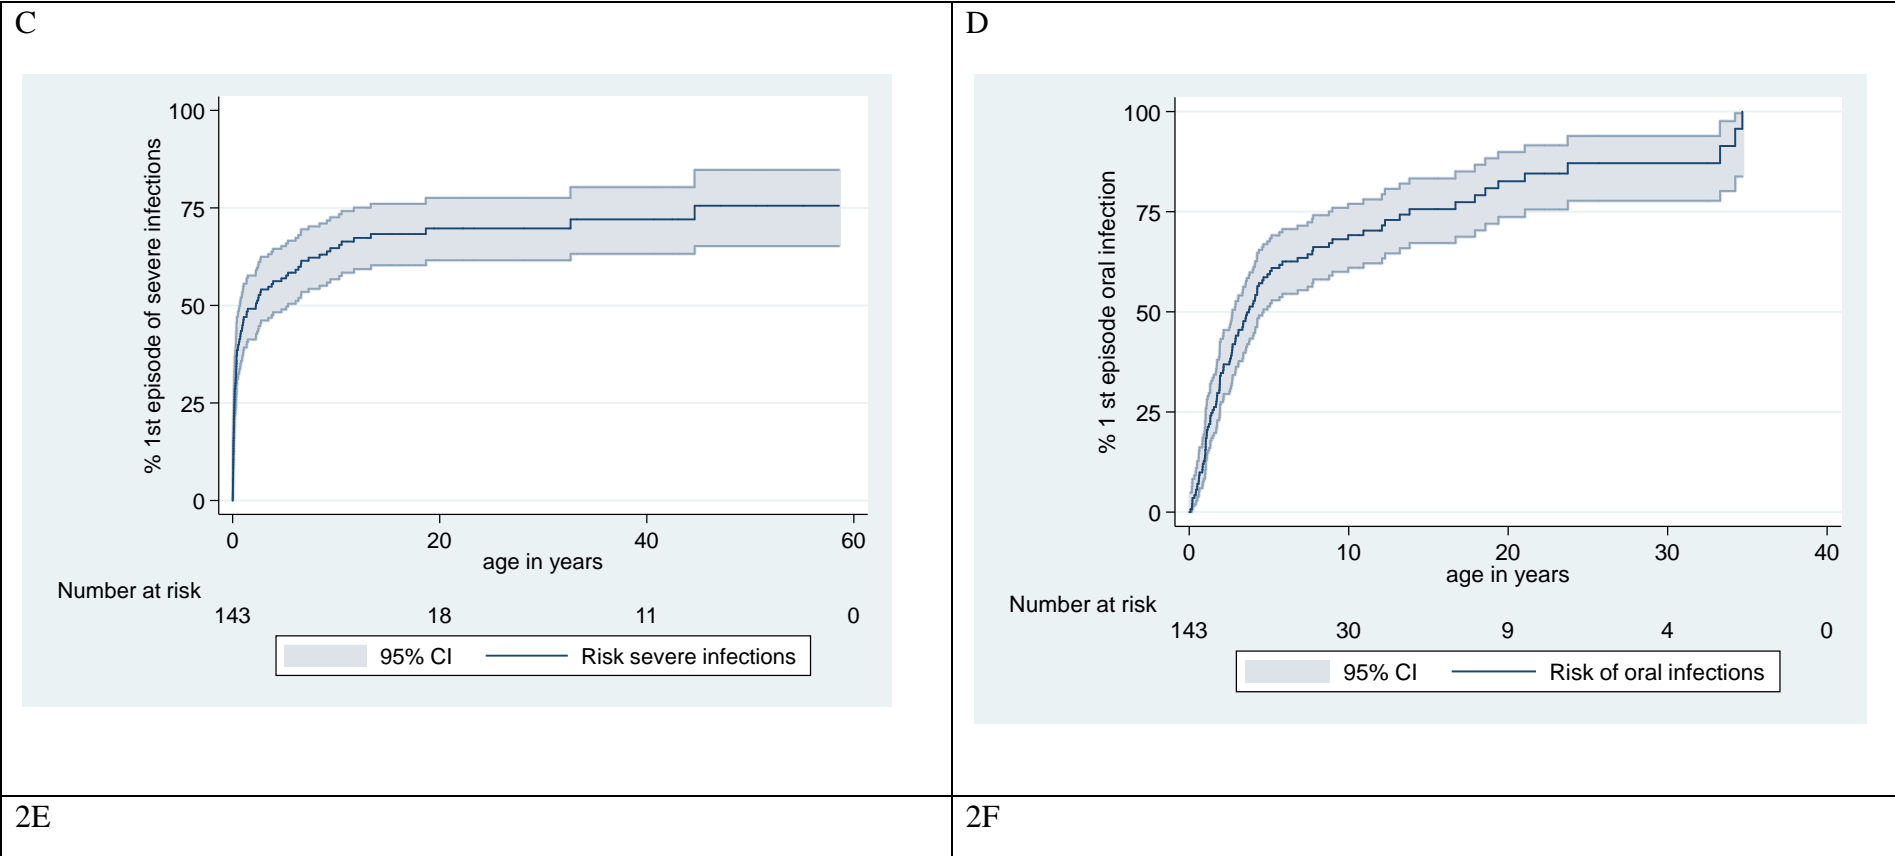 C
% 1st episode of severe infections
100
75
50
25
0
0 20 40 60
age in years
Number at risk
143 18 11 0
95% CI Risk severe infections
D
% 1 st episode oral infection
100
75
50
25
0
0 10 20 30 40
age in years
Number at risk
143 30 9 4 0
95% CI Risk of oral infections
2E
2F